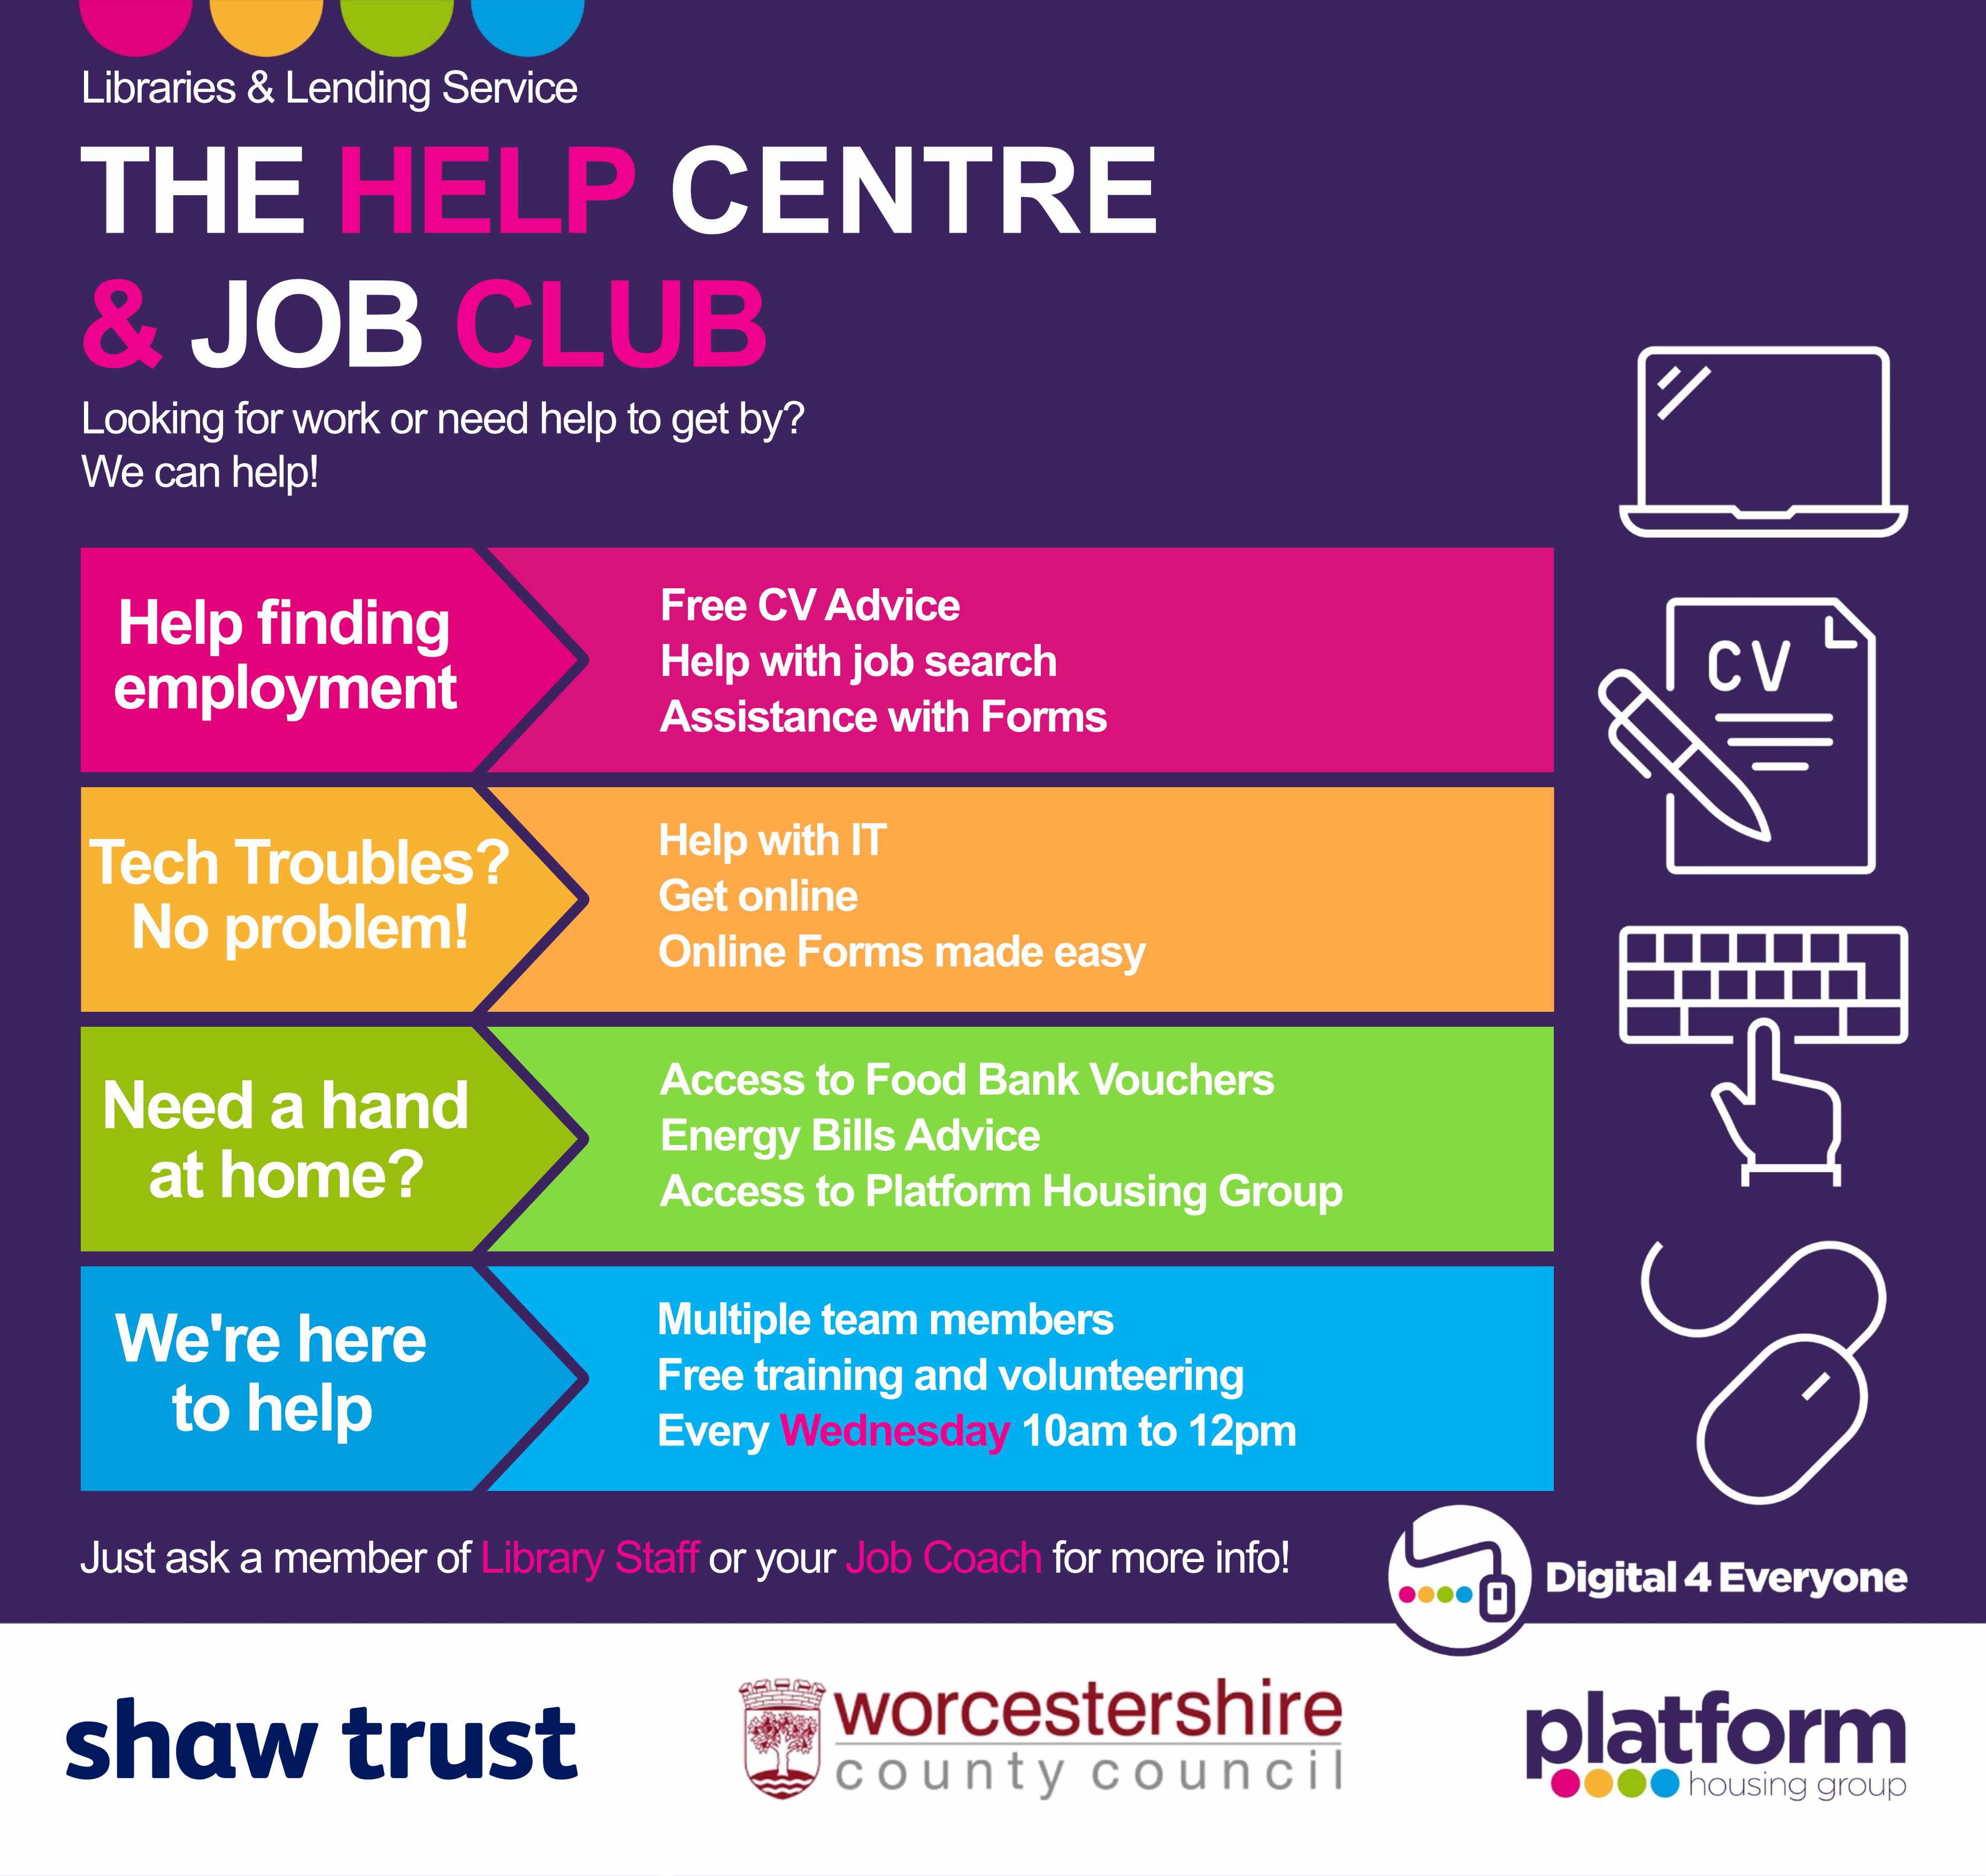 Libraries & Lending Service
THE HELP CENTRE
& JOB CLUB
Looking for work or need help to get by?
We can help!
Help finding
employment
Free CV Advice
Help with job search
Assistance with Forms
CV
Tech Troubles?
No problem!
Help with IT
Get online
Online Forms made easy
Need a hand
at home?
Access to Food Bank Vouchers
Energy Bills Advice
Access to Platform Housing Group
We're here
to help
Multiple team members
Free training and volunteering
Every Wednesday 10am to 12pm
Just ask a member of Library Staff or your Job Coach for more info!
Digital 4 Everyone
shaw trust
worcestershire
county council
platform
housing group